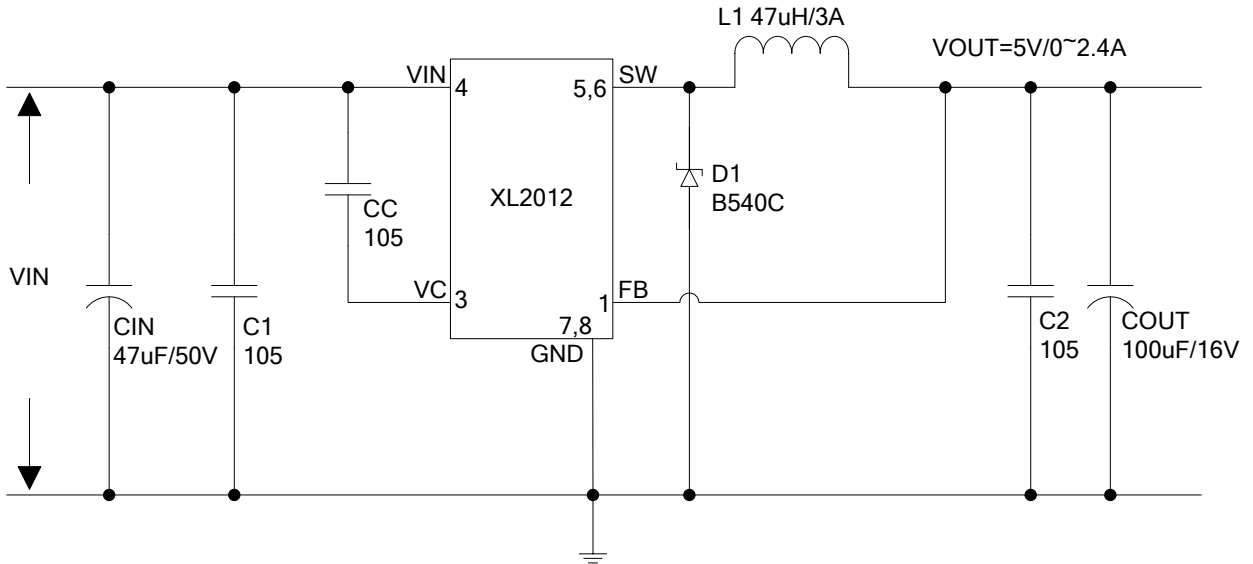 L1 47uH/3A
VOUT=5V/0~2.4A
VIN
4
5,6
SW
XL2012
D1
B540C
CC
105
VIN
VC
3
1
FB
7,8
GND
CIN
47uF/50V
C1
105
C2
105
COUT
100uF/16V